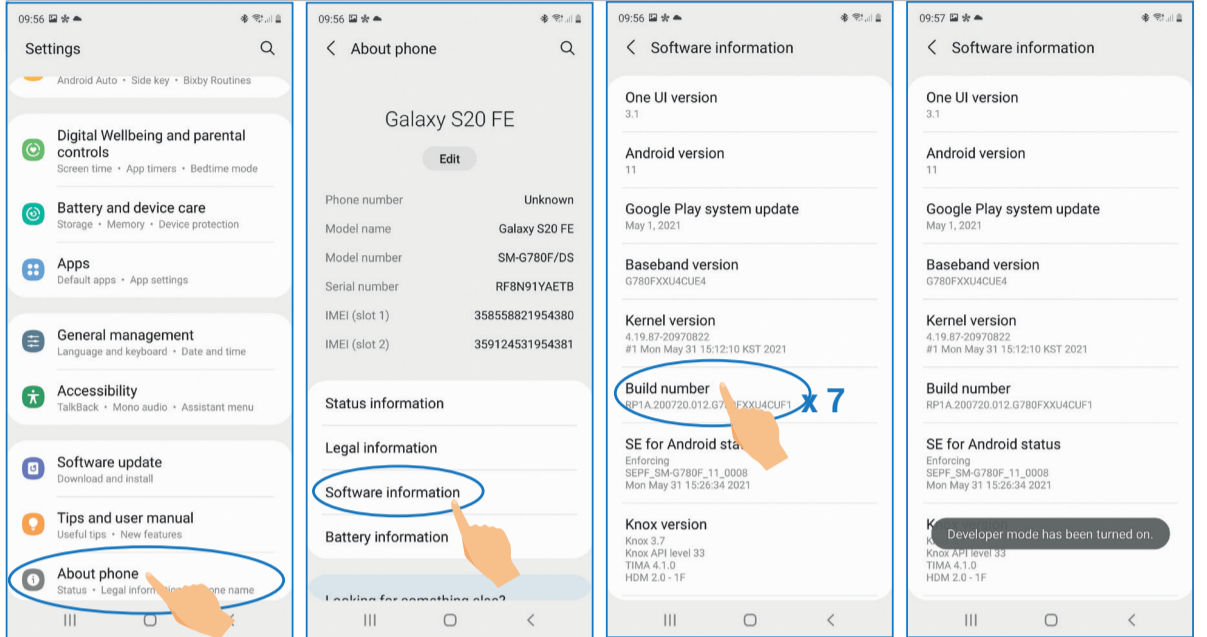 09:56
Settings
Android Auto • Side key • Bixby Routines
Digital Wellbeing and parental
controls
Screen time • App timers • Bedtime mode
Battery and device care
Storage • Memory • Device protection
Apps
Default apps • App settings
General management
Language and keyboard • Date and time
Accessibility
TalkBack • Mono audio • Assistant menu
Software update
Download and install
Tips and user manual
Useful tips • New features
About phone
Status • Legal name
09:56
About phone
Galaxy S20 FE
Edit
Phone number Unknown
Model name Galaxy S20 FE
Model number SM-G780F/DS
Serial number RF8N91YAETB
IMEI (slot 1) 358558821954380
IMEI (slot 2) 359124531954381
Status information
Legal information
Software information
Battery information
Looking for something else?
09:56
Software information
One UI version
3.1
Android version
11
Google Play system update
May 1, 2021
Baseband version
G780FXXU4CUE4
Kernel version
4.19.87-20970822
#1 Mon May 31 15:12:10 KST 2021
Build number
x 7
SE for Android
Enforcing
SEPF_SM-G780F_11_0008
Mon May 31 15:26:34 2021
Knox version
Knox 3.7
Knox API level 33
TIMA 4.1.0
HDM 2.0 - 1F
09:57
Software information
One UI version
3.1
Android version
11
Google Play system update
May 1, 2021
Baseband version
G780FXXU4CUE4
Kernel version
4.19.87-20970822
#1 Mon May 31 15:12:10 KST 2021
Build number
RP1A.200720.012.G780FXXU4CUF1
SE for Android status
Enforcing
SEPF_SM-G780F_11_0008
Mon May 31 15:26:34 2021
Developer mode has been turned on.
Knox API level 33
TIMA 4.1.0
HDM 2.0 - 1F